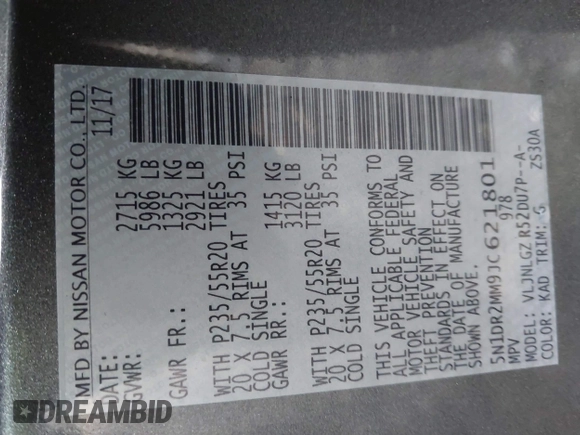 MFD BY NISSAN MOTOR CO., LTD.
DATE: 11/17
GVWR: 2715 KG
5986 LB
GAWR FR.: 1325 KG
2921 LB
WITH P235/55R20 TIRES
20 X 7.5 RIMS AT 35 PSI
COLD SINGLE
GAWR RR.: 1415 KG
3120 LB
WITH P235/55R20 TIRES
20 X 7.5 RIMS AT 35 PSI
COLD SINGLE
THIS VEHICLE CONFORMS TO
ALL APPLICABLE FEDERAL
MOTOR VEHICLE SAFETY AND
THEFT PREVENTION
STANDARDS IN EFFECT ON
THE DATE OF MANUFACTURE
SHOWN ABOVE.
5N1DR2MM9JC621801
MPV 978
MODEL: VLJNLGZ R52DU7P--A-
COLOR: KAD TRIM: G ZS30A
DREAMBID